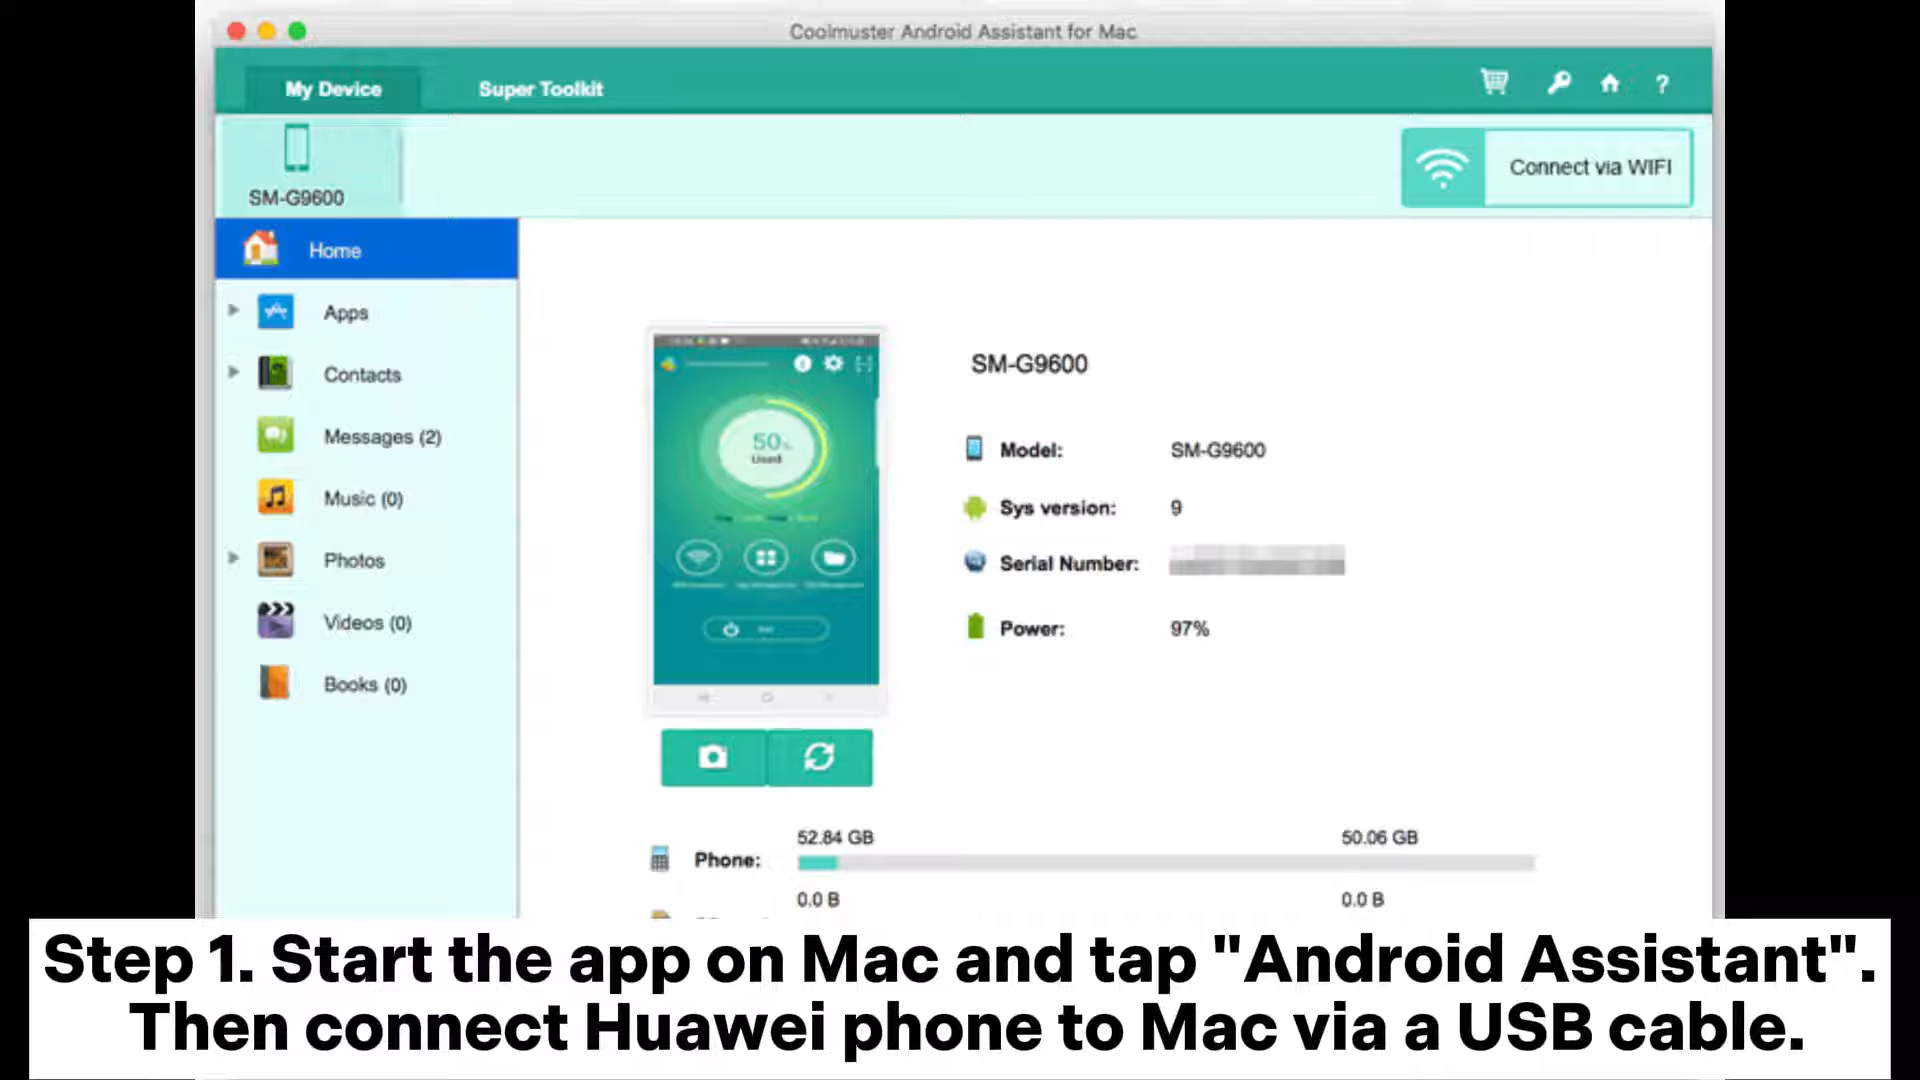 Coolmuster Android Assistant for Mac
My Device
Super Toolkit
?
SM-G9600
Connect via WIFI
Home
Apps
Contacts
Messages (2)
Music (0)
Photos
Videos (0)
Books (0)
50%
Used
SM-G9600
Model: SM-G9600
Sys version: 9
Serial Number:
Power: 97%
52.84 GB 50.06 GB
Phone:
0.0 B 0.0 B
Step 1. Start the app on Mac and tap "Android Assistant".
Then connect Huawei phone to Mac via a USB cable.